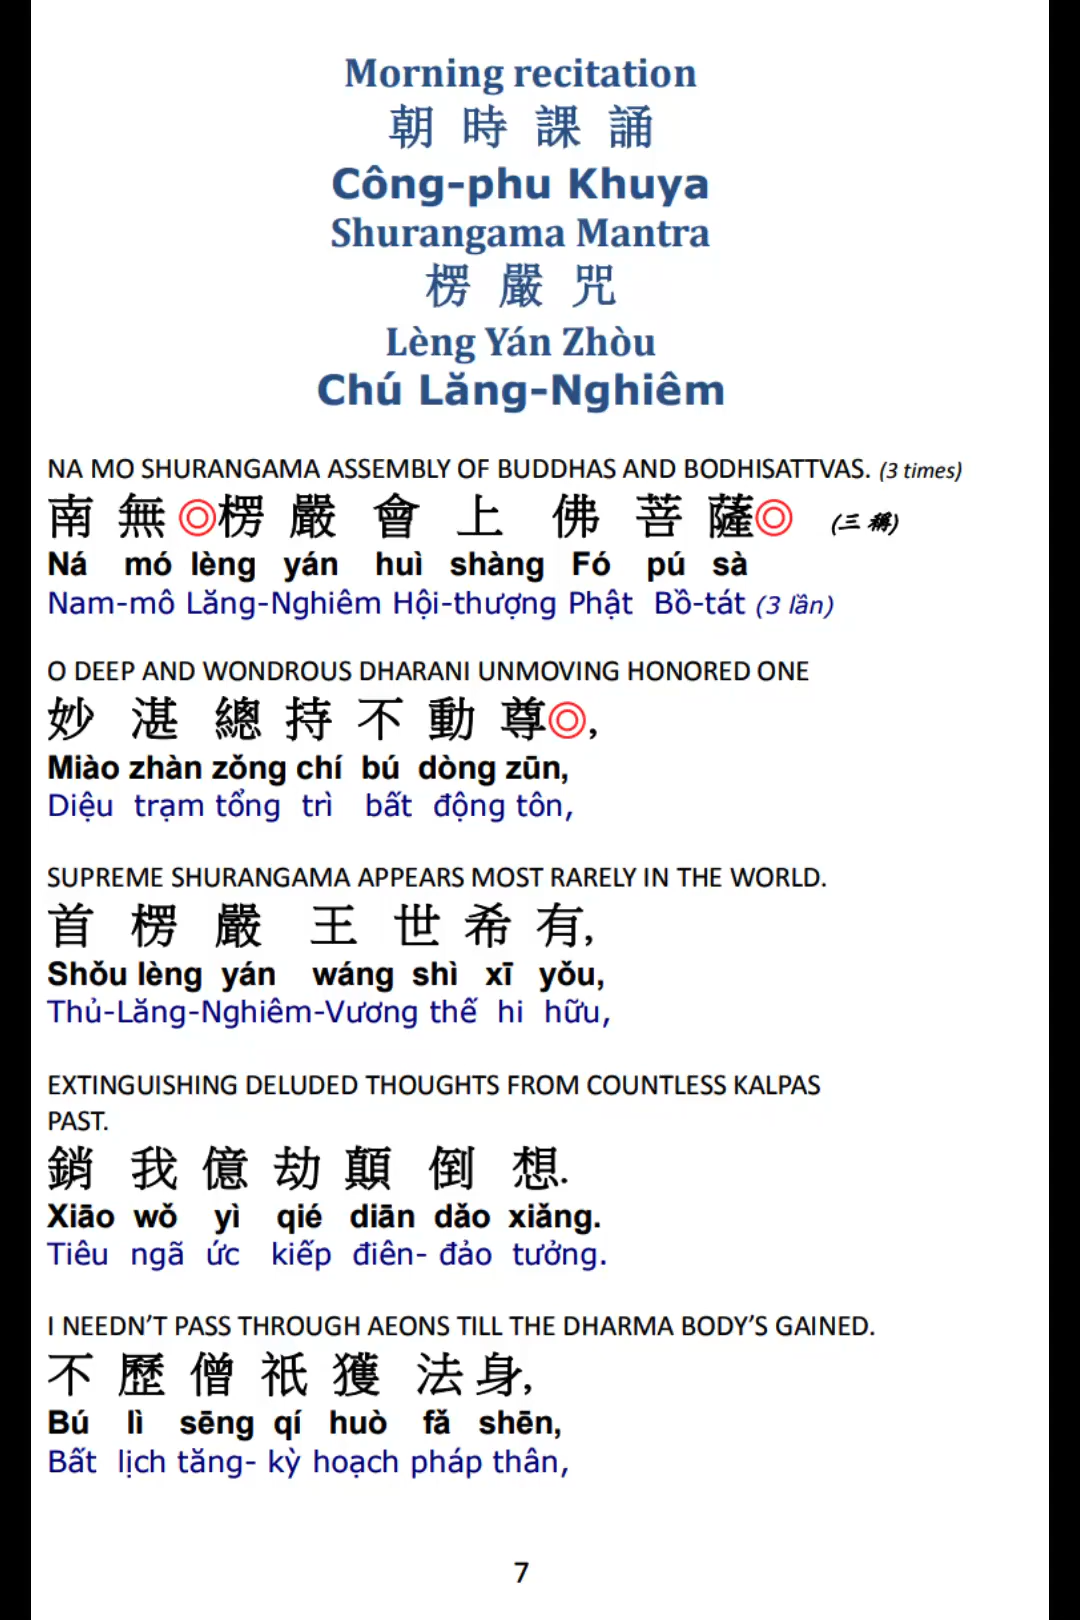 Morning recitation
朝 時 課 誦
Công-phu Khuya
Shurangama Mantra
楞 嚴 咒
Lèng Yán Zhòu
Chú Lăng-Nghiêm
NA MO SHURANGAMA ASSEMBLY OF BUDDHAS AND BODHISATTVAS. (3 times)
南 無 ◎楞 嚴 會 上 佛 菩 薩◎ (三 稱)
Ná mó lèng yán huì shàng Fó pú sà
Nam-mô Lăng-Nghiêm Hội-thượng Phật Bồ-tát (3 lần)
O DEEP AND WONDROUS DHARANI UNMOVING HONORED ONE
妙 湛 總 持 不 動 尊◎,
Miào zhàn zǒng chí bú dòng zūn,
Diệu trạm tổng trì bất động tôn,
SUPREME SHURANGAMA APPEARS MOST RARELY IN THE WORLD.
首 楞 嚴 王 世 希 有,
Shǒu lèng yán wáng shì xī yǒu,
Thủ-Lăng-Nghiêm-Vương thế hi hữu,
EXTINGUISHING DELUDED THOUGHTS FROM COUNTLESS KALPAS
PAST.
銷 我 億 劫 顛 倒 想.
Xiāo wǒ yì qié diān dǎo xiǎng.
Tiêu ngã ức kiếp điên- đảo tưởng.
I NEEDN'T PASS THROUGH AEONS TILL THE DHARMA BODY'S GAINED.
不 歷 僧 祇 獲 法 身,
Bú lì sēng qí huò fǎ shēn,
Bất lịch tăng- kỳ hoạch pháp thân,
7